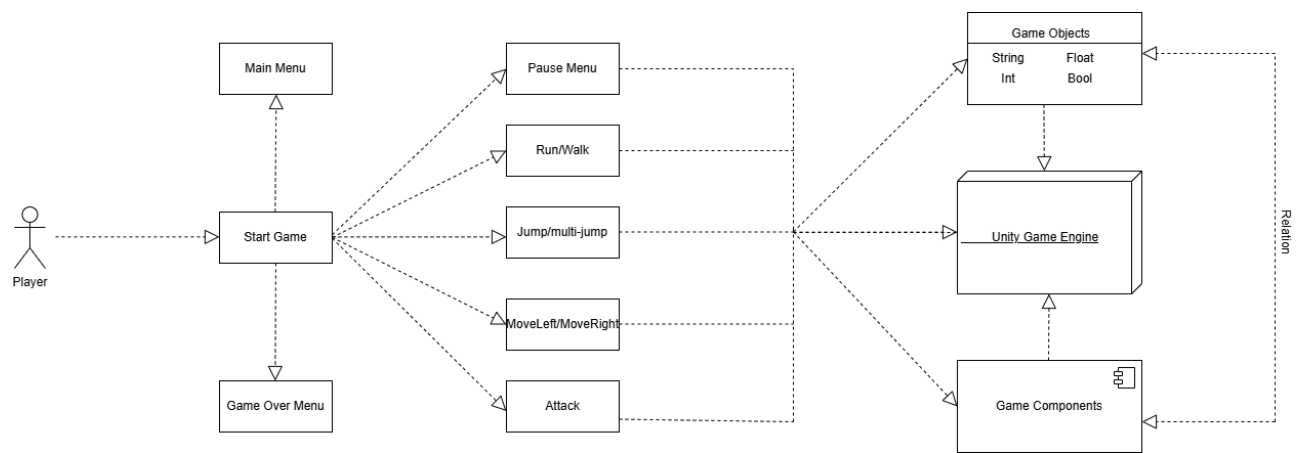 Player
Main Menu
Start Game
Game Over Menu
Pause Menu
Run/Walk
Jump/multi-jump
MoveLeft/MoveRight
Attack
Game Objects
String Float
Int Bool
Unity Game Engine
Game Components
Relation